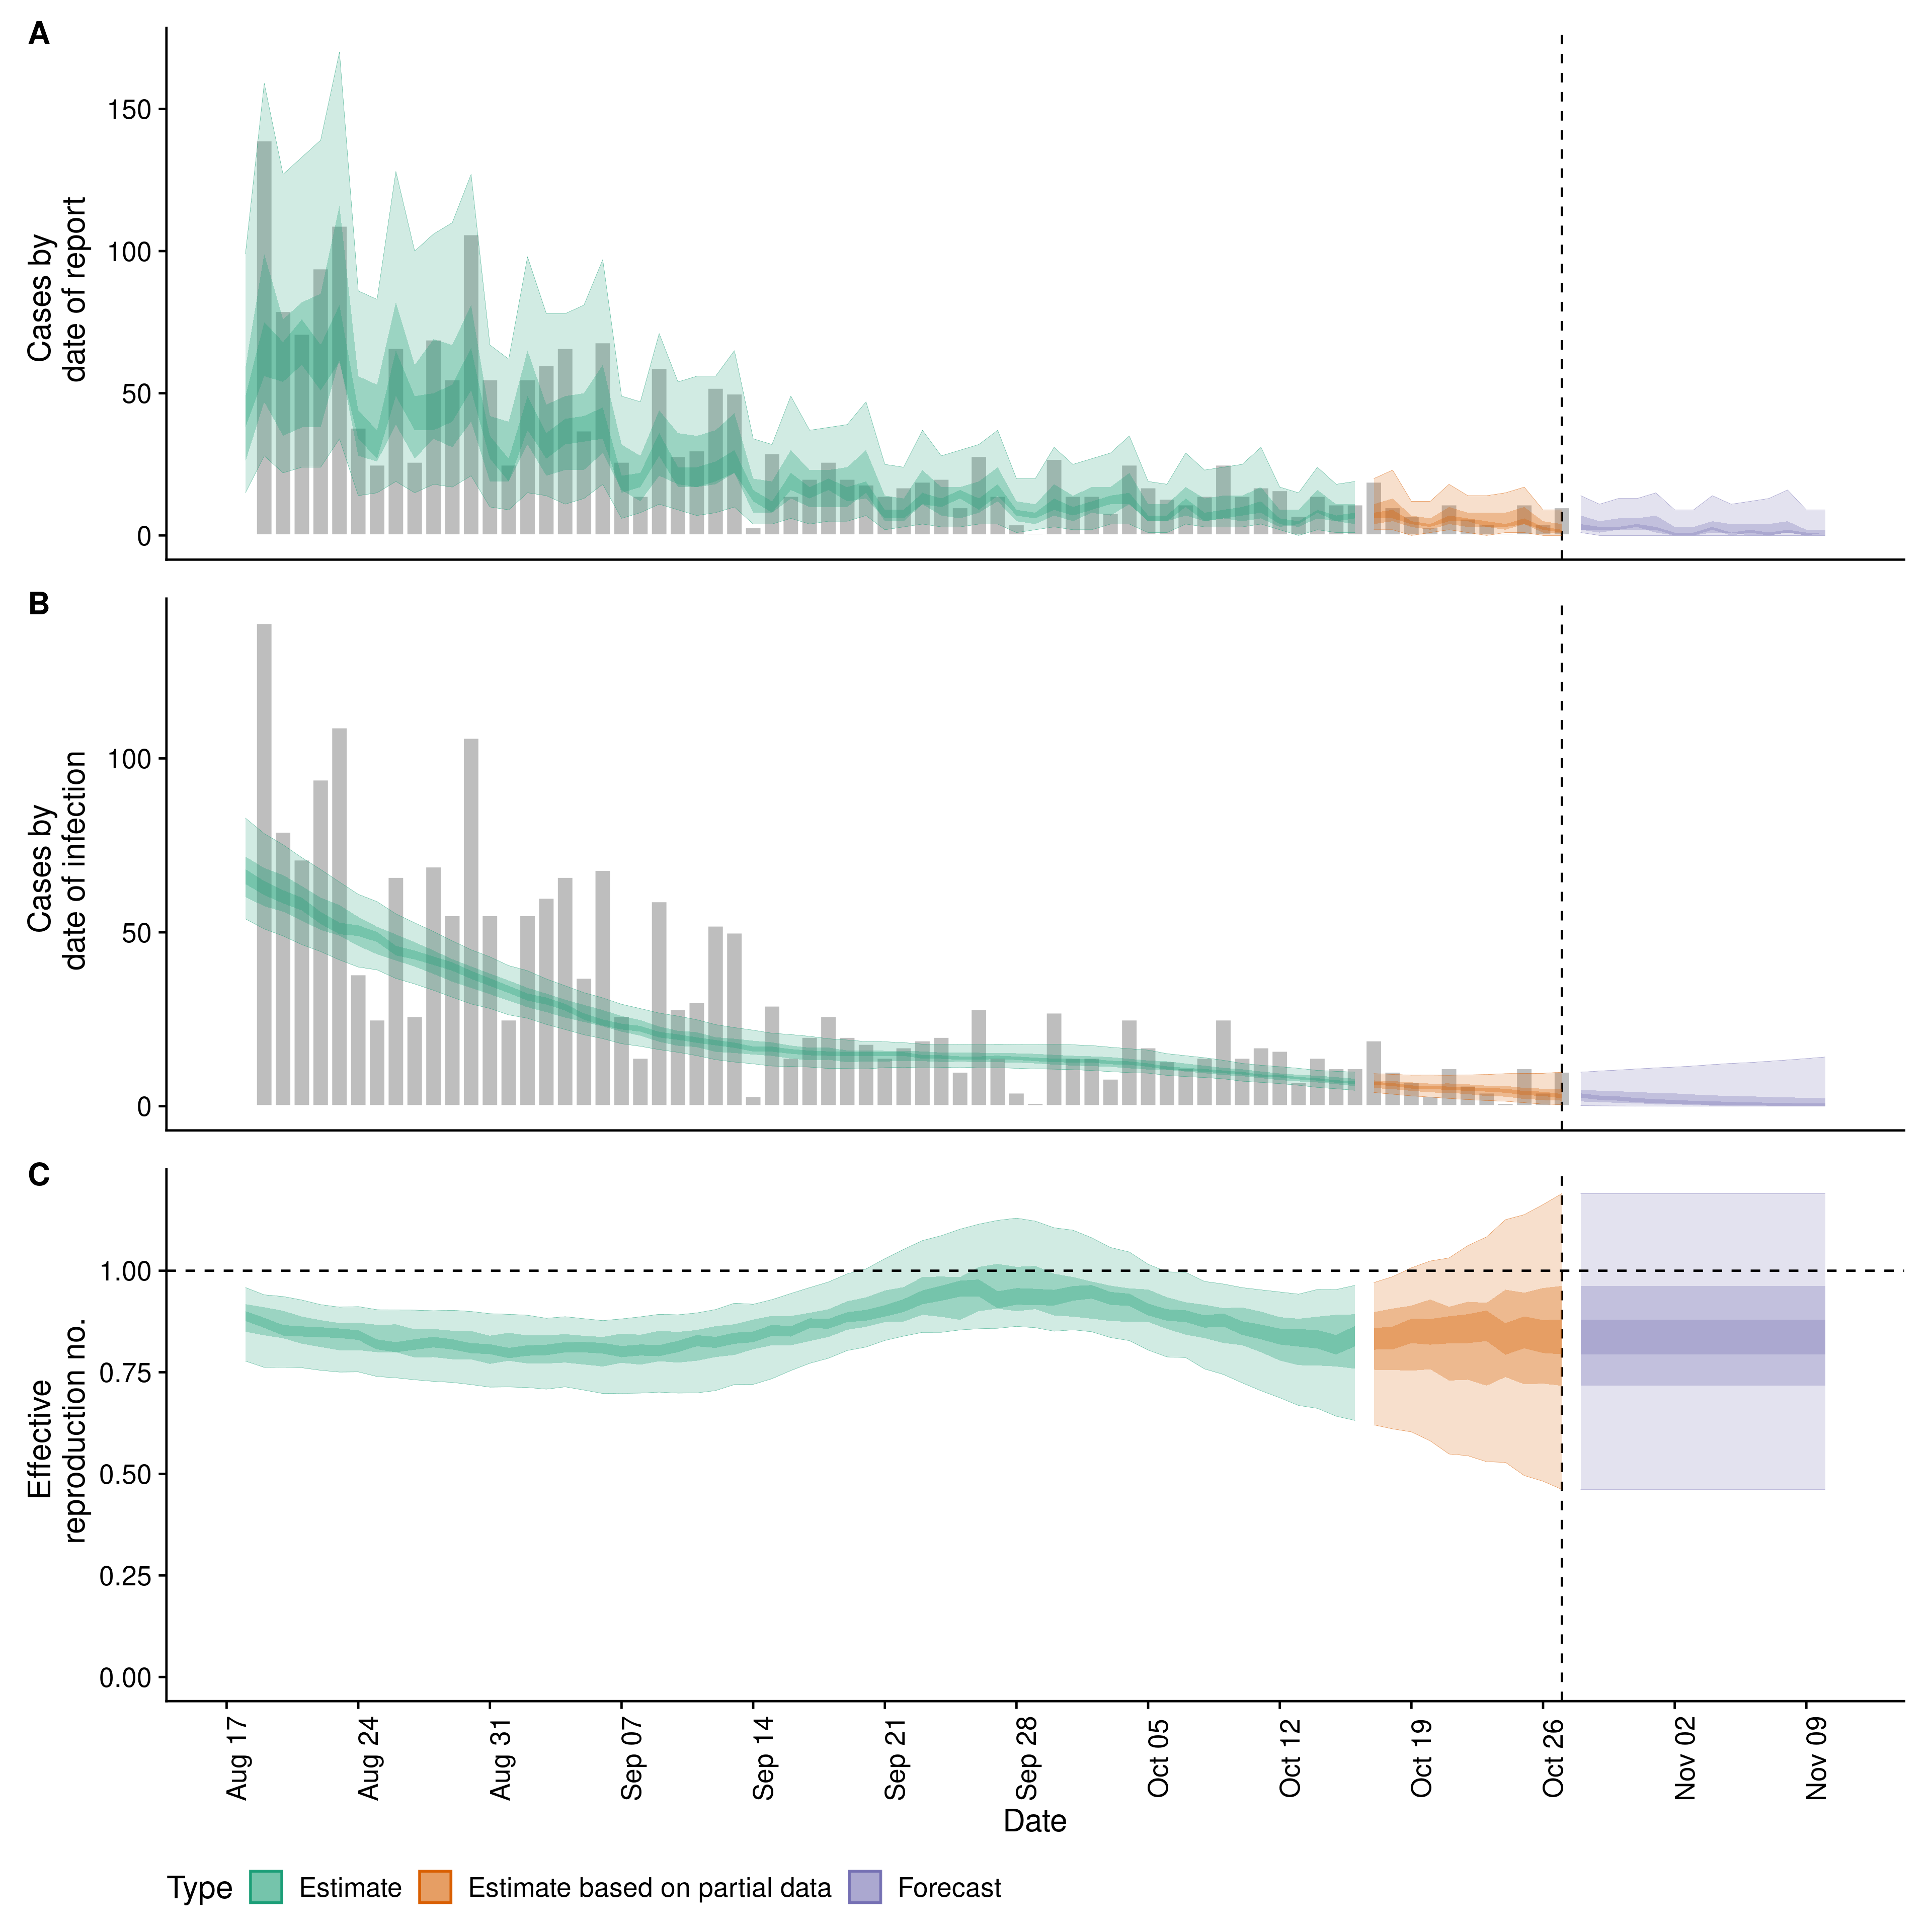 A
Cases by
date of report
150
100
50
0
B
Cases by
date of infection
100
50
0
C
Effective
reproduction no.
1.00
0.75
0.50
0.25
0.00
Aug 17
Aug 24
Aug 31
Sep 07
Sep 14
Sep 21
Sep 28
Oct 05
Oct 12
Oct 19
Oct 26
Nov 02
Nov 09
Date
Type Estimate Estimate based on partial data Forecast